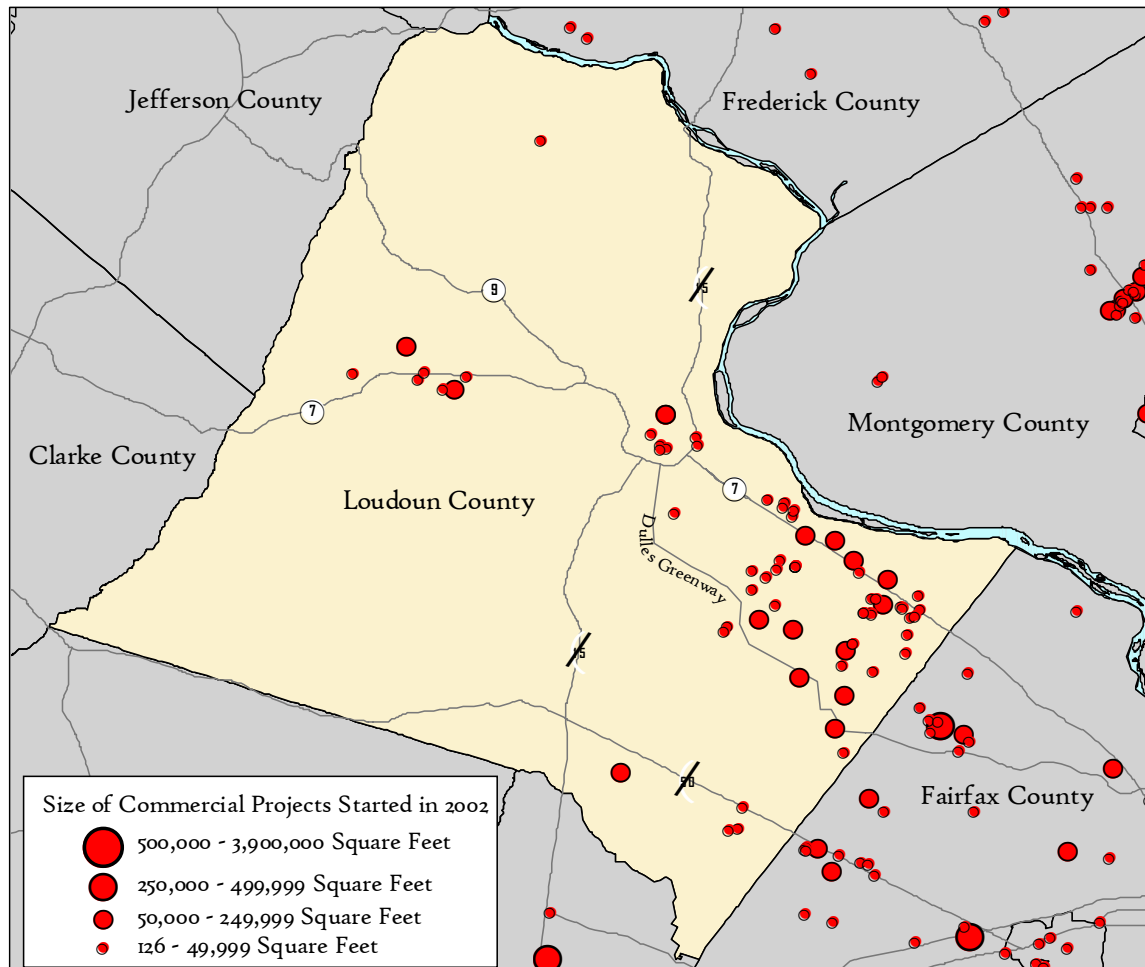 Jefferson County
Frederick County
9
15
7
Montgomery County
Clarke County
Loudoun County
7
Dulles Greenway
15
50
Fairfax County
Size of Commercial Projects Started in 2002
500,000 - 3,900,000 Square Feet
250,000 - 499,999 Square Feet
50,000 - 249,999 Square Feet
126 - 49,999 Square Feet